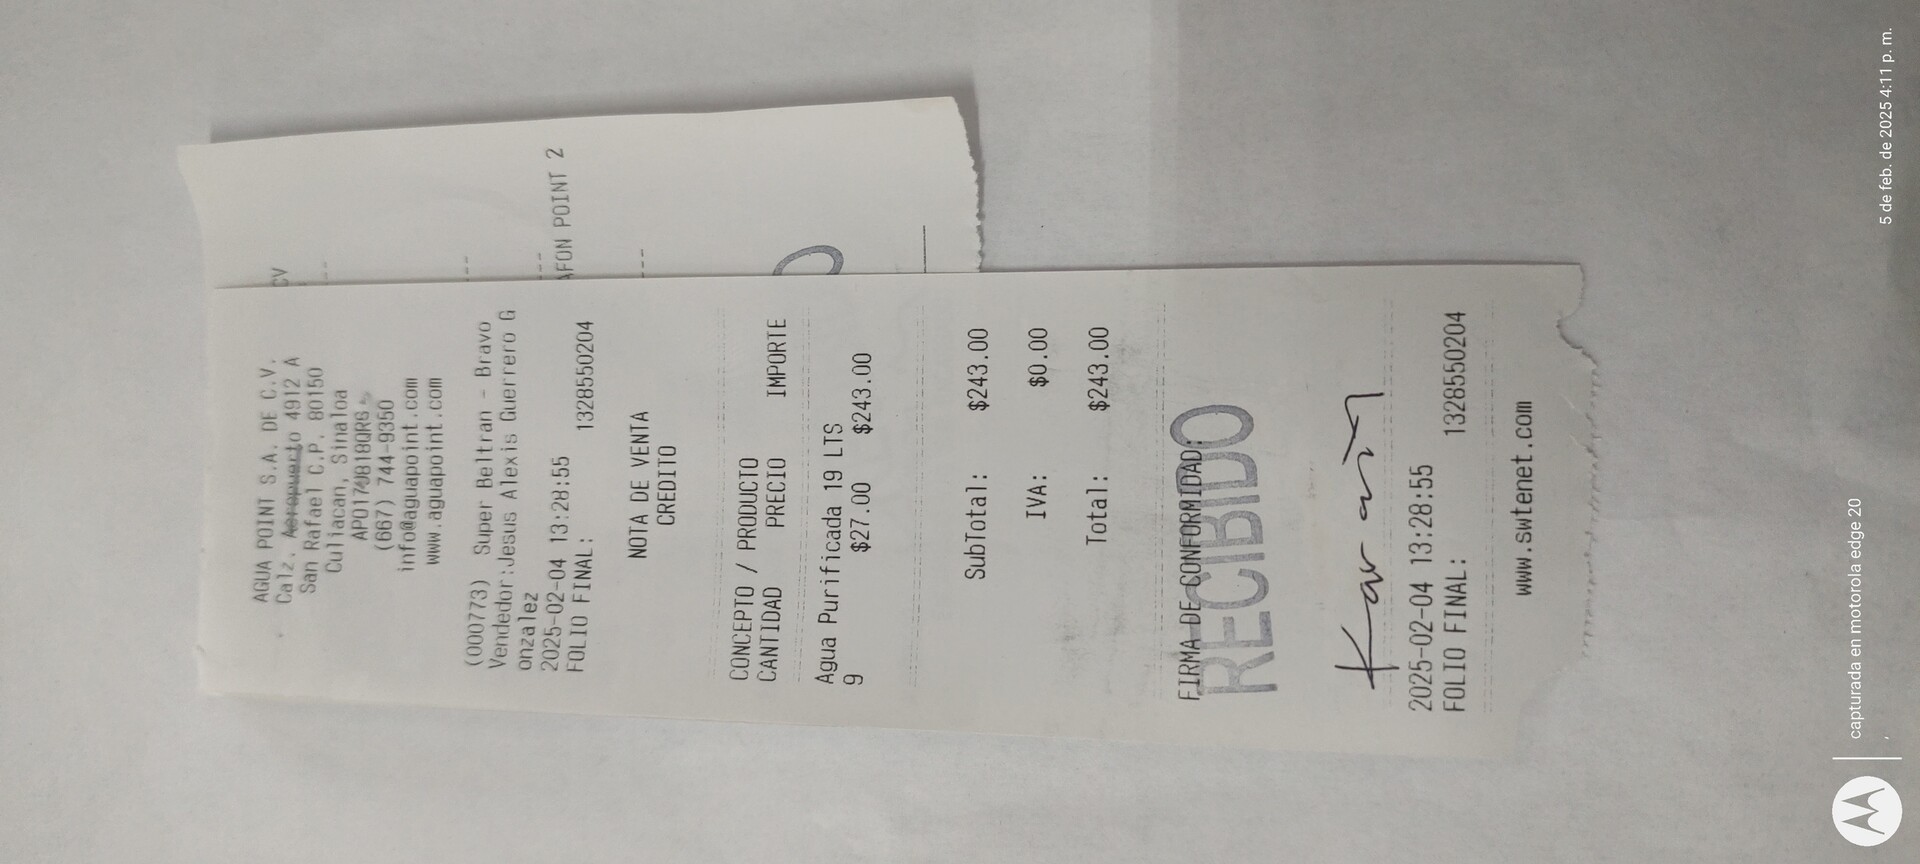 AGUA POINT S.A. DE C.V.
Calz. Aeropuerto 4912 A
San Rafael C.P. 80150
Culiacan, Sinaloa
(667) 744-9350
info@aguapoint.com
www.aguapoint.com
(000773) Super Beltran - Bravo
Vendedor:Jesus Alexis Guerrero G
onzalez
2025-02-04 13:28:55
FOLIO FINAL: 1328550204
NOTA DE VENTA
CREDITO
CONCEPTO / PRODUCTO
CANTIDAD PRECIO IMPORTE
Agua Purificada 19 LTS
9 $27.00 $243.00
SubTotal: $243.00
IVA: $0.00
Total: $243.00
FIRMA DE CONFORMIDAD:
RECIBIDO
2025-02-04 13:28:55
FOLIO FINAL: 1328550204
www.swtenet.com
CV
AFON POINT 2
capturada en motorola edge 20
5 de feb. de 2025 4:11 p. m.